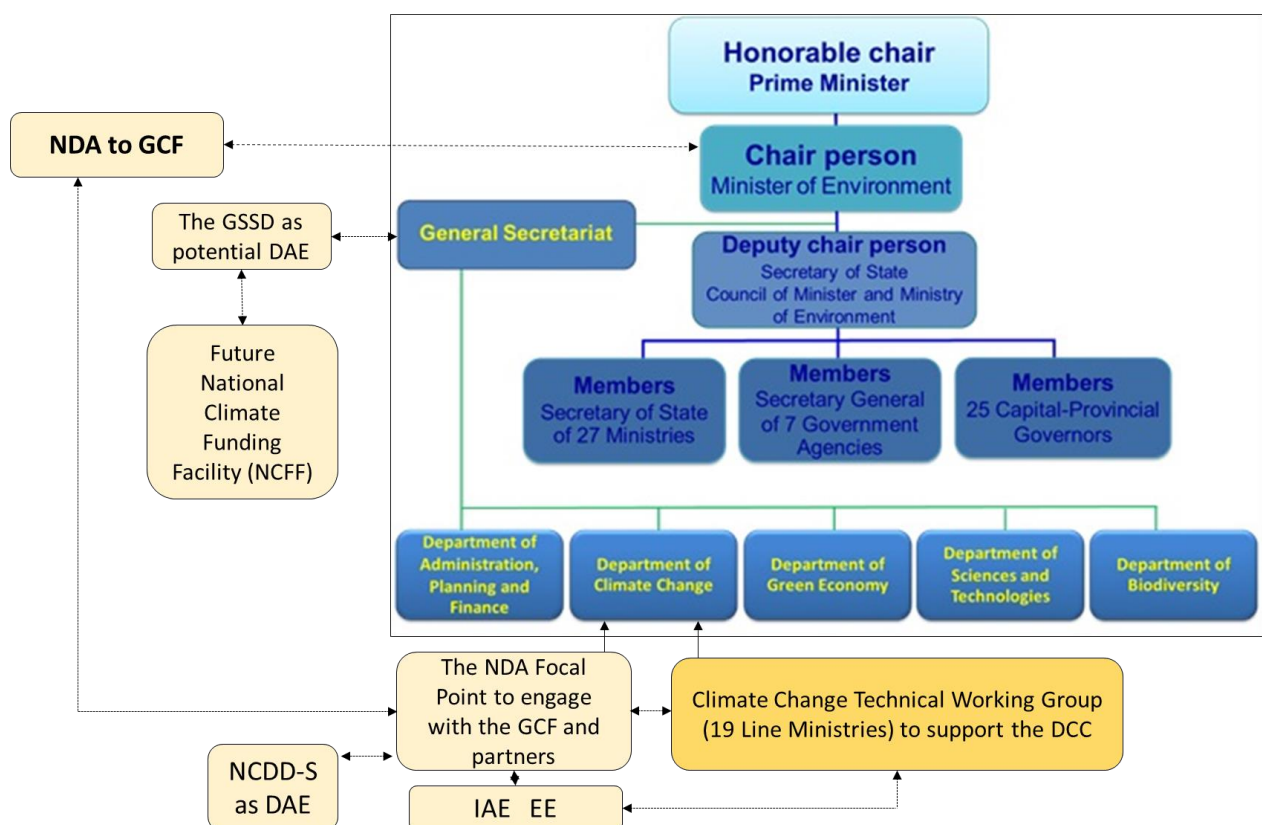 Honorable chair
Prime Minister
NDA to GCF
Chair person
Minister of Environment
The GSSD as
potential DAE
General Secretariat
Deputy chair person
Secretary of State
Council of Minister and Ministry
of Environment
Future
National
Climate
Funding
Facility (NCFF)
Members
Secretary of State
of 27 Ministries
Members
Secretary General
of 7 Government
Agencies
Members
25 Capital-Provincial
Governors
Department of
Administration,
Planning and
Finance
Department of
Climate Change
Department of
Green Economy
Department of
Sciences and
Technologies
Department of
Biodiversity
The NDA Focal
Point to engage
with the GCF and
partners
Climate Change Technical Working Group
(19 Line Ministries) to support the DCC
NCDD-S
as DAE
IAE EE